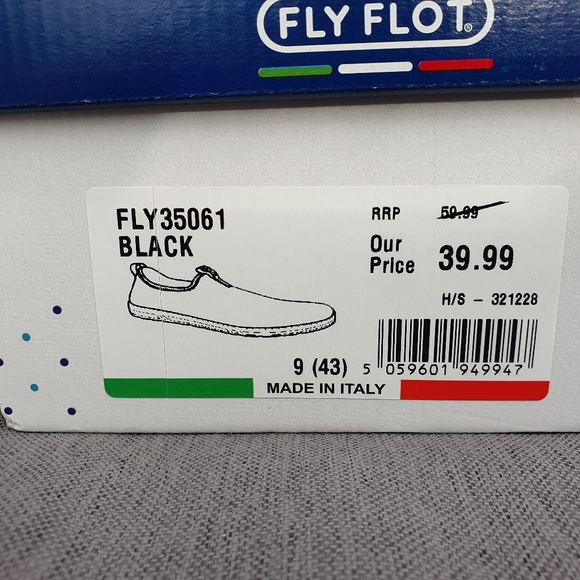 FLY FLOT®
FLY35061
BLACK
RRP 59.99
Our Price 39.99
H/S - 321228
9 (43)
5 059601 949947
MADE IN ITALY